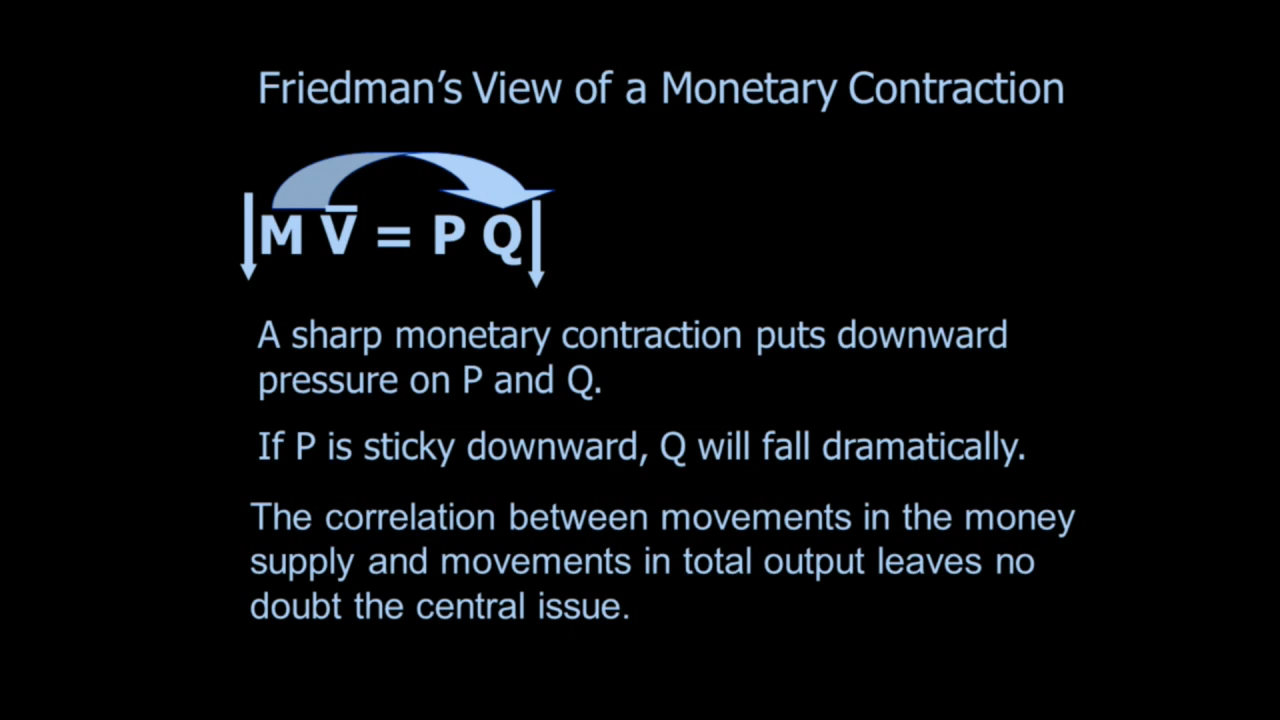 Friedman's View of a Monetary Contraction
M V̅ = P Q
A sharp monetary contraction puts downward
pressure on P and Q.
If P is sticky downward, Q will fall dramatically.
The correlation between movements in the money
supply and movements in total output leaves no
doubt the central issue.